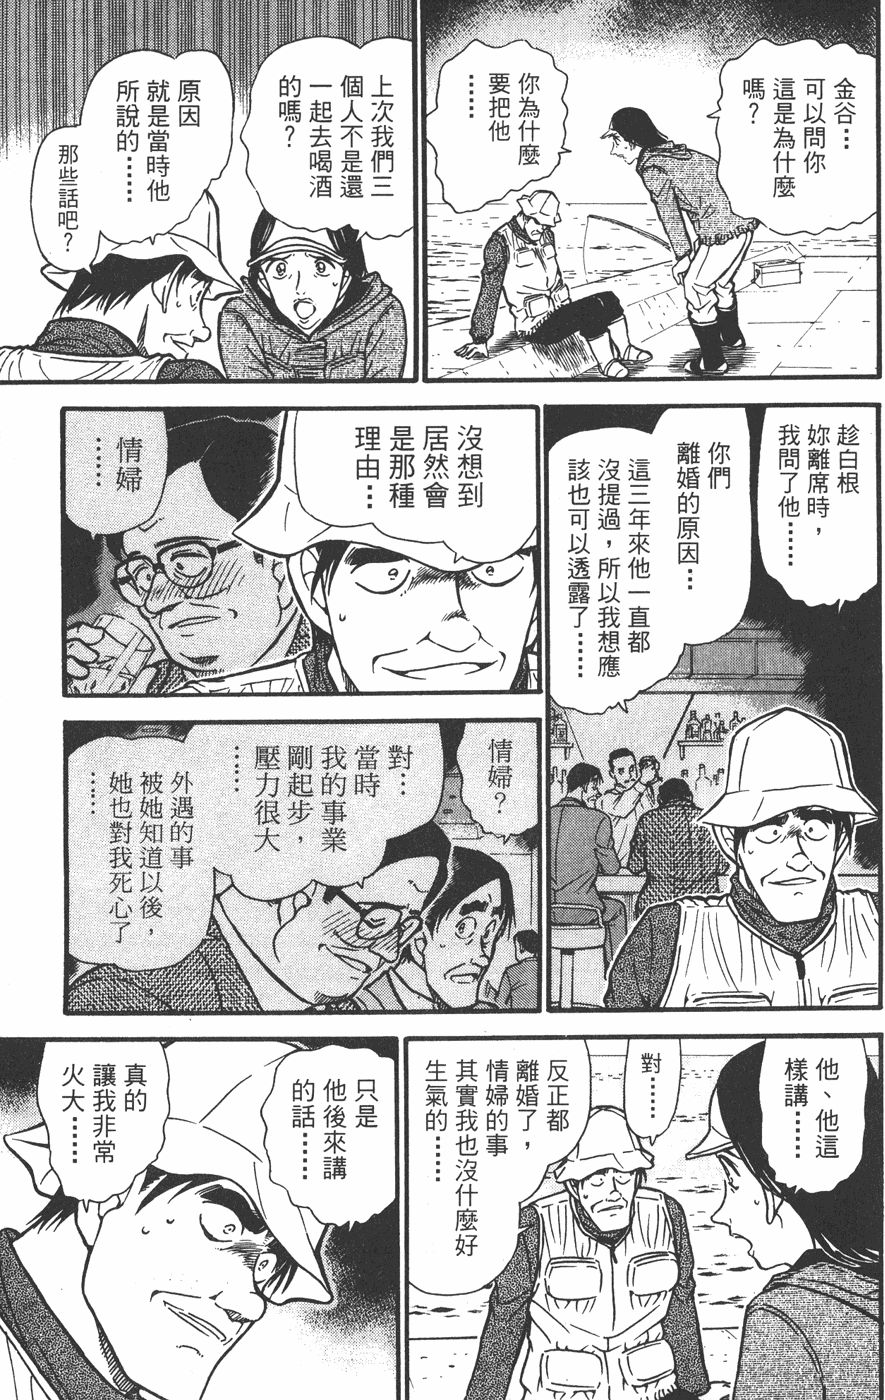 金谷…
可以問你
這是為什麼
嗎？
你為什麼
要把他
……
上次我們三
個人不是還
一起去喝酒
的嗎？
原因
就是當時他
所說的……
那些話吧？
趁白根
妳離席時，
我問了他……
你們
離婚的原因…
這三年來他一直都
沒提過，所以我想應
該也可以透露了……
沒想到
居然會
是那種
理由…
情婦
……
情婦？
對…
當時
我的事業
剛起步，
壓力很大
……
外遇的事
被她知道以後，
她也對我死心了
……
他、他這
樣講……
對……
反正都
離婚了，
情婦的事
其實我也沒什麼好
生氣的……
只是
他後來講
的話……
真的
讓我非常
火大……